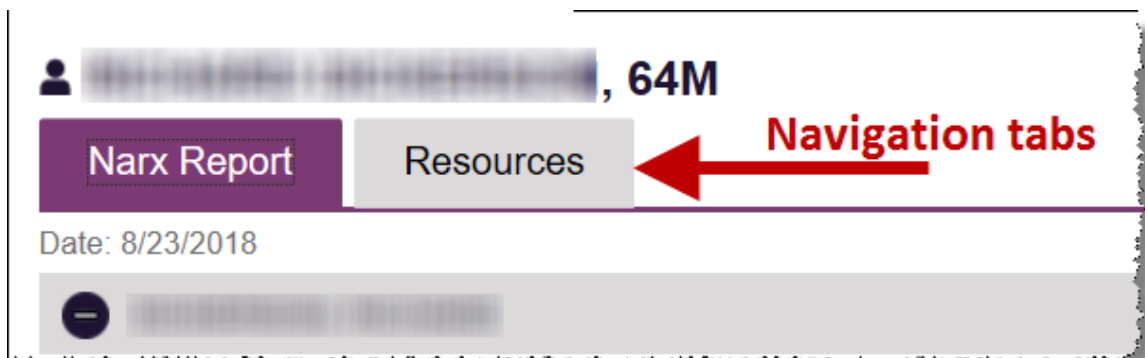 , 64M
Narx Report Resources Navigation tabs
Date: 8/23/2018